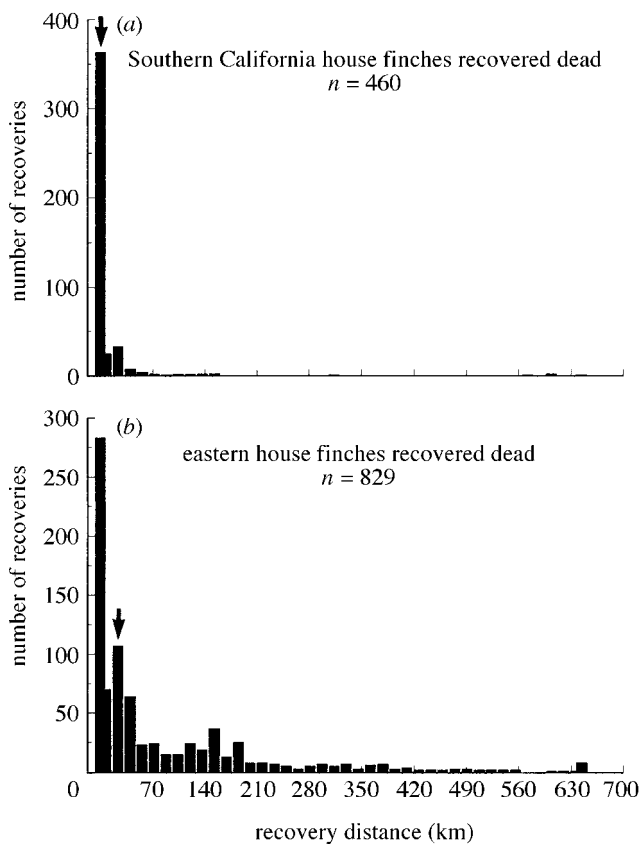 400
(a)
Southern California house finches recovered dead
n = 460
300
200
100
0
number of recoveries
300
(b)
eastern house finches recovered dead
n = 829
250
200
150
100
50
number of recoveries
0 70 140 210 280 350 420 490 560 630 700
recovery distance (km)